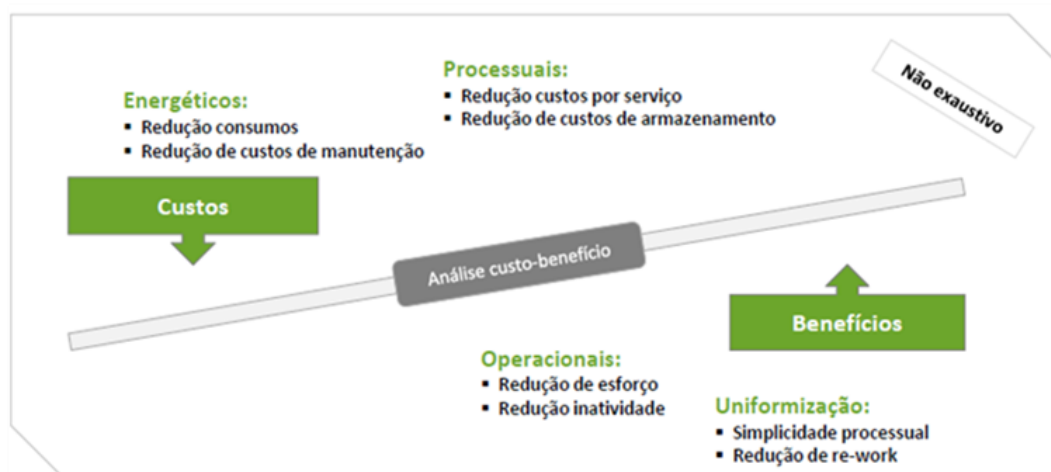 Não exaustivo
Processuais:
▪ Redução custos por serviço
▪ Redução de custos de armazenamento
Energéticos:
▪ Redução consumos
▪ Redução de custos de manutenção
Custos
Análise custo-benefício
Benefícios
Operacionais:
▪ Redução de esforço
▪ Redução inatividade
Uniformização:
▪ Simplicidade processual
▪ Redução de re-work